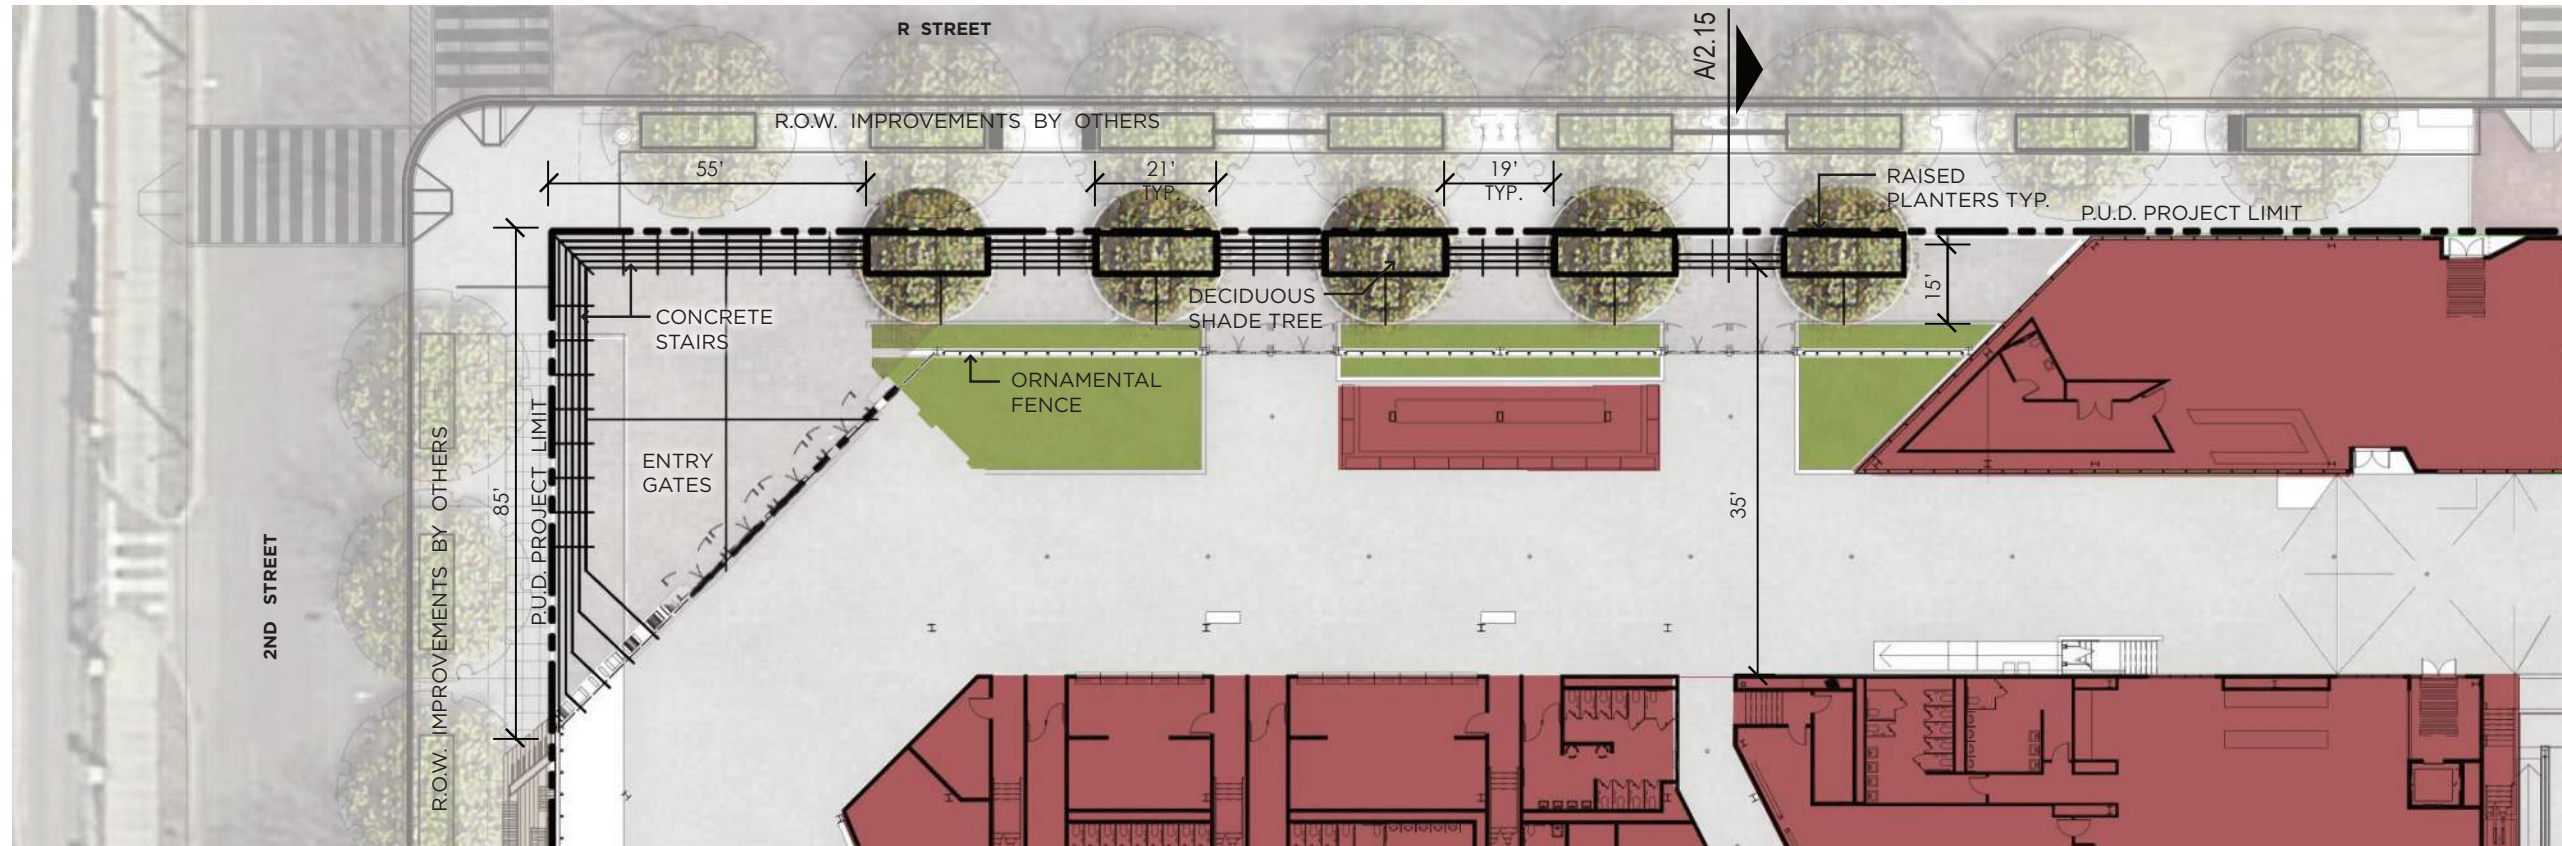 R STREET
A/2.15
R.O.W. IMPROVEMENTS BY OTHERS
55'
21'
TYP.
19'
TYP.
RAISED
PLANTERS TYP.
P.U.D. PROJECT LIMIT
15'
DECIDUOUS
SHADE TREE
CONCRETE
STAIRS
ORNAMENTAL
FENCE
ENTRY
GATES
85'
35'
P.U.D. PROJECT LIMIT
R.O.W. IMPROVEMENTS BY OTHERS
2ND STREET